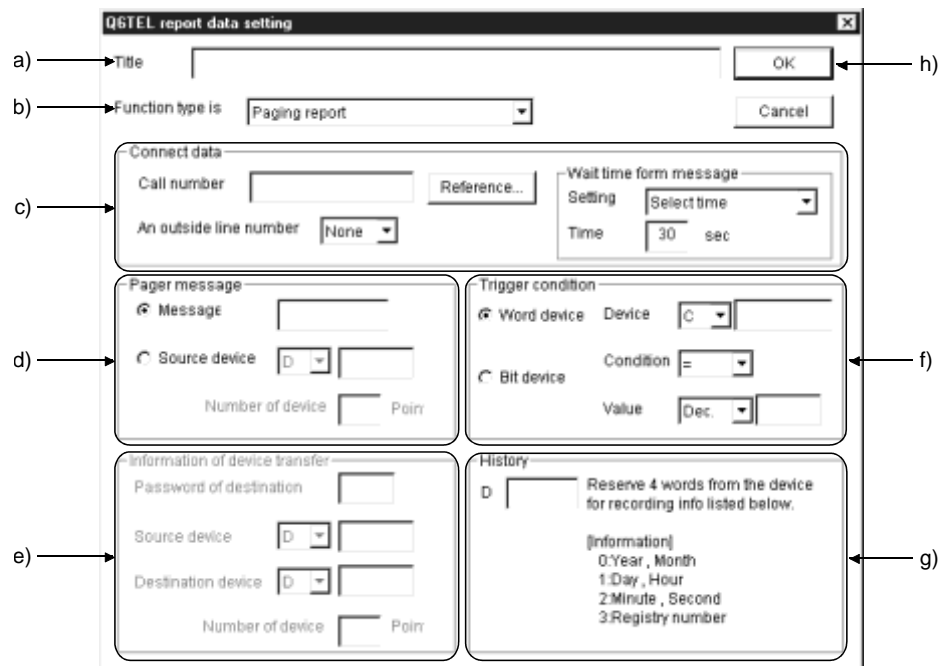 Q6TEL report data setting
a) Title OK h)
b) Function type is Paging report Cancel
Connect data
c)
Call number Reference...
An outside line number None
Wait time form message
Setting Select time
Time 30 sec
Pager message
d)
Message
Source device D
Number of device Poin
Trigger condition
f)
Word device Device C
Bit device Condition =
Value Dec.
Information of device transfer
e)
Password of destination
Source device D
Destination device D
Number of device Poin
History
g)
D Reserve 4 words from the device
for recording info listed below.
[Information]
0:Year , Month
1:Day , Hour
2:Minute , Second
3:Registry number